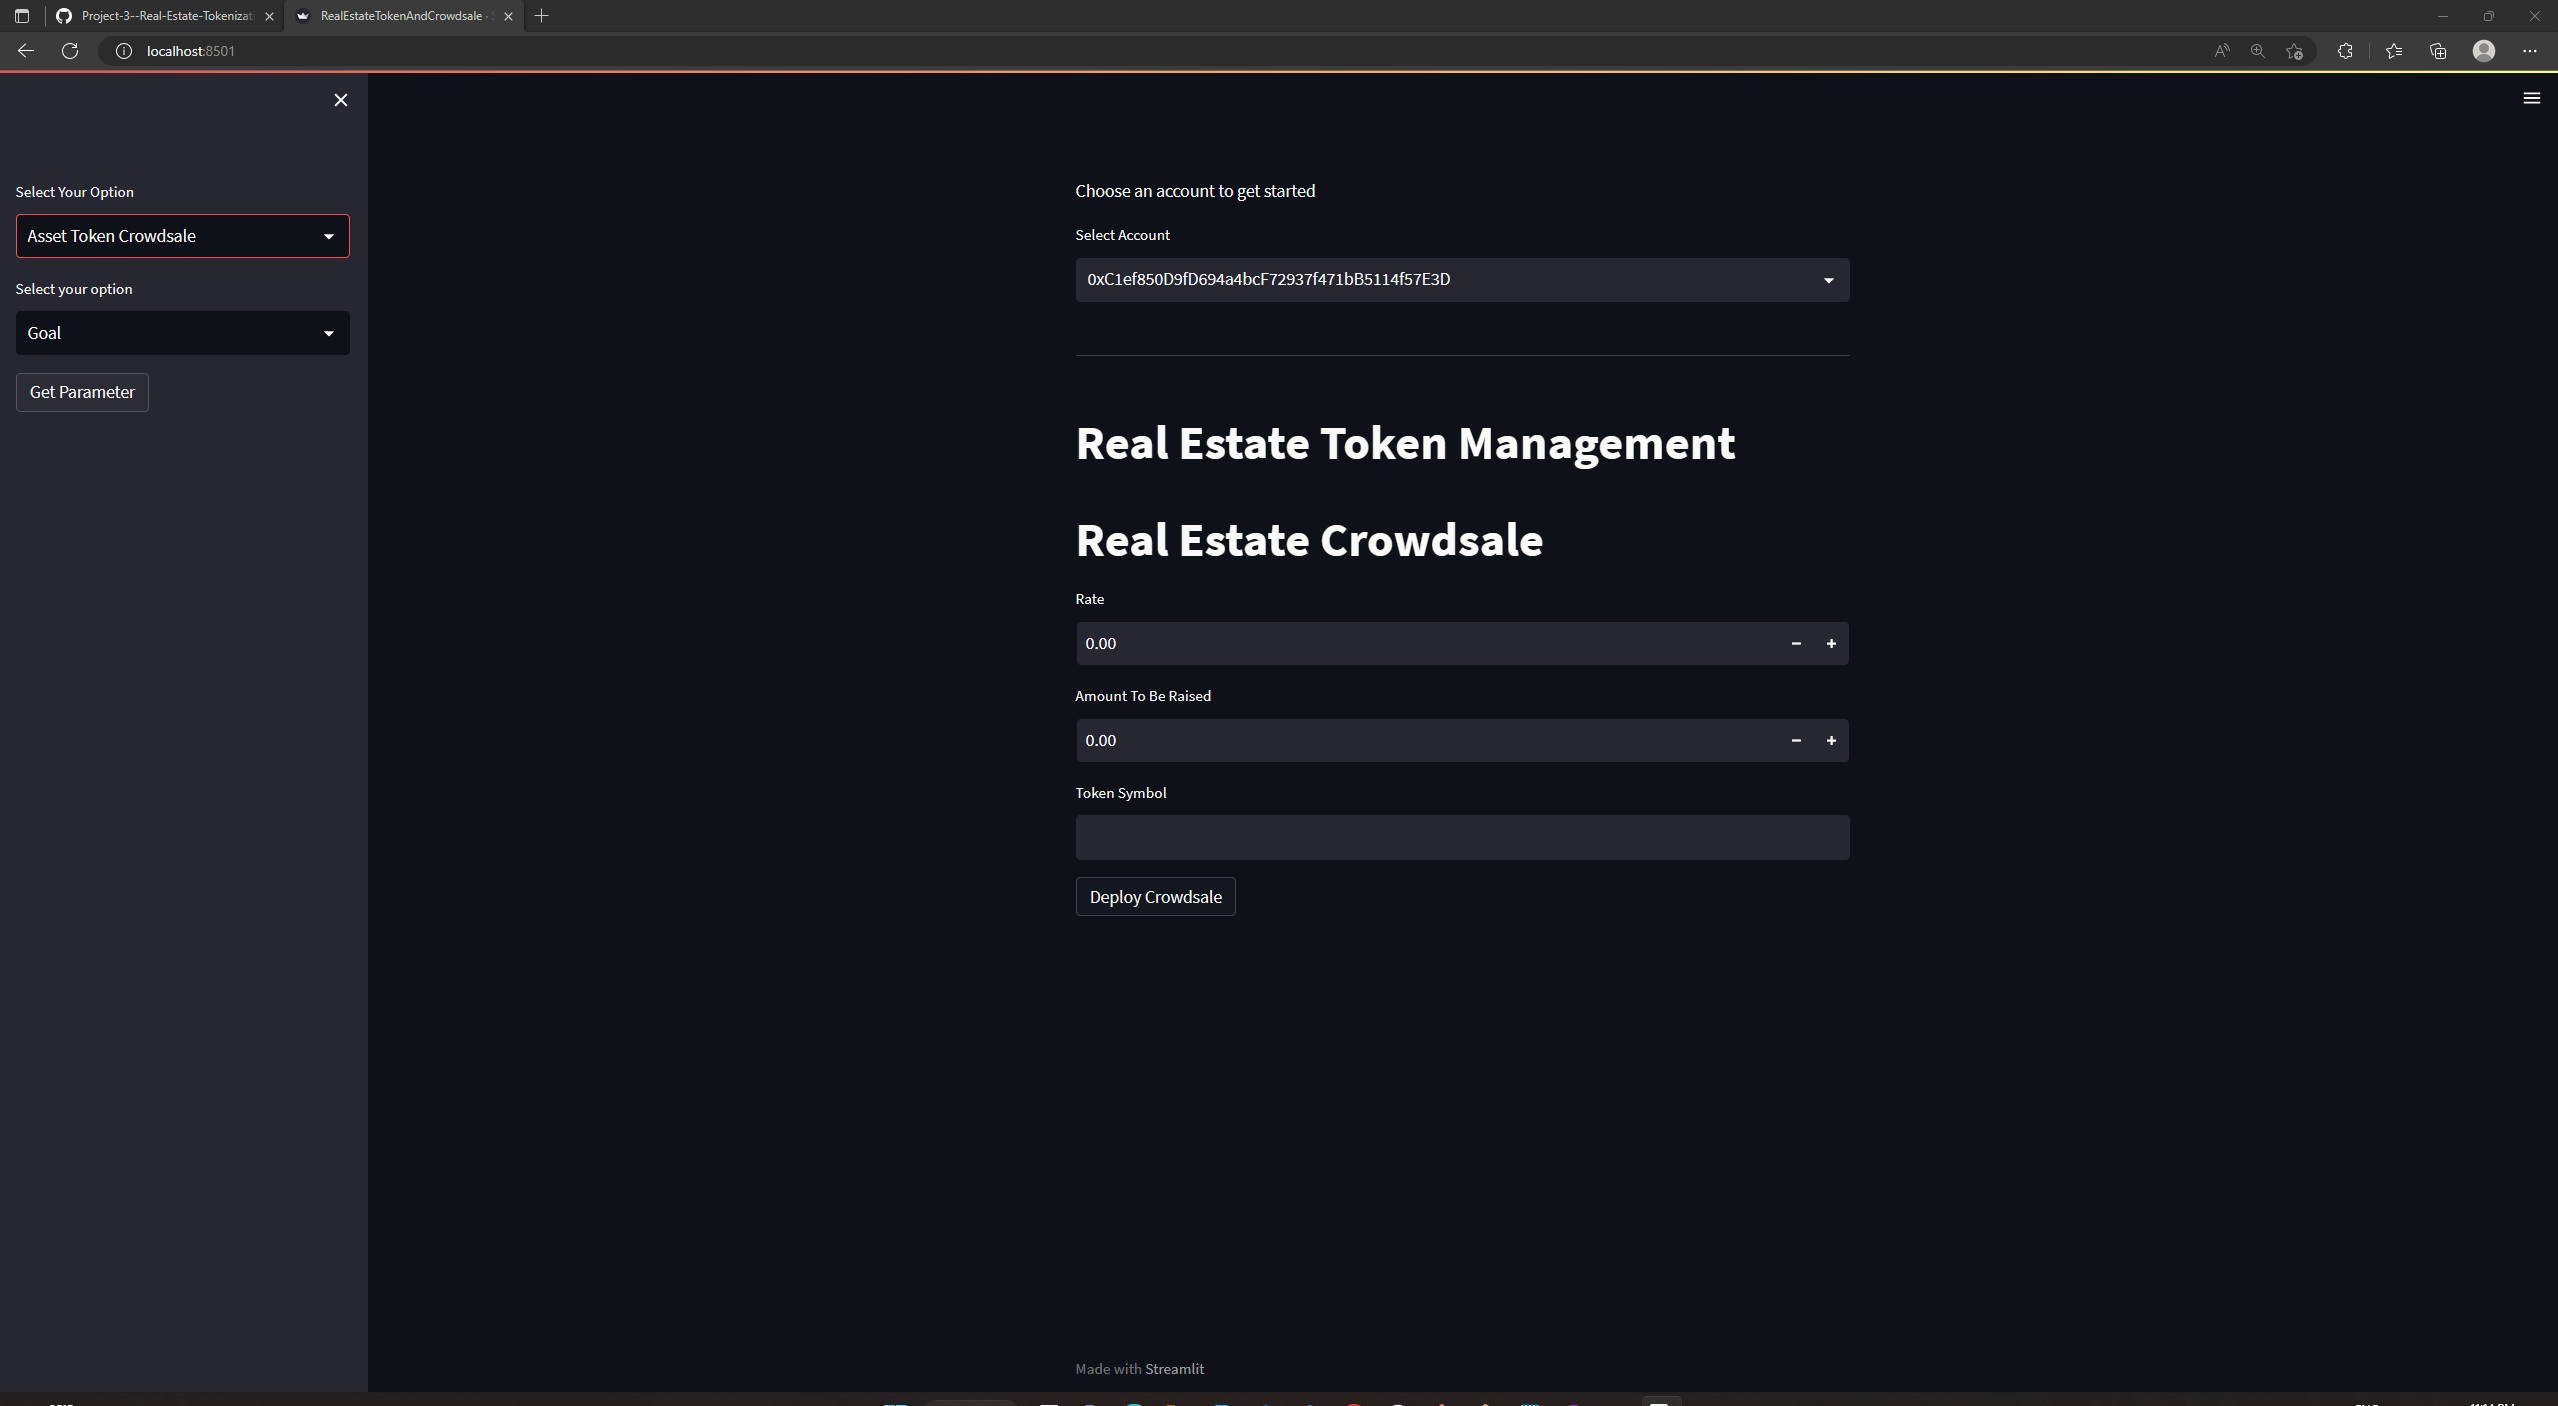 Project-3--Real-Estate-Tokenizat
RealEstateTokenAndCrowdsale ·
localhost:8501
Select Your Option
Asset Token Crowdsale
Select your option
Goal
Get Parameter
Choose an account to get started
Select Account
0xC1ef850D9fD694a4bcF72937f471bB5114f57E3D
Real Estate Token Management
Real Estate Crowdsale
Rate
0.00
Amount To Be Raised
0.00
Token Symbol
Deploy Crowdsale
Made with Streamlit